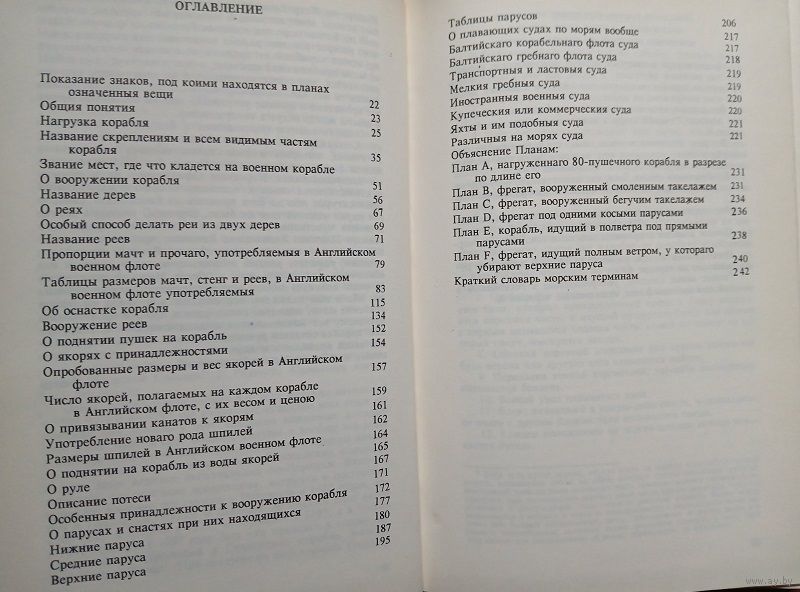 ОГЛАВЛЕНИЕ
Показание знаков, под коими находятся в планах
означенныя вещи
Общия понятия 22
Нагрузка корабля 23
Название скреплениям и всем видимым частям 25
корабля
Звание мест, где что кладется на военном корабле 35
О вооружении корабля 51
Название дерев 56
О реях 67
Особый способ делать реи из двух дерев 69
Название реев 71
Пропорции мачт и прочаго, употребляемыя в Английском
военном флоте 79
Таблицы размеров мачт, стенг и реев, в Английском
военном флоте употребляемыя 83
Об оснастке корабля 115
Вооружение реев 134
О поднятии пушек на корабль 152
О якорях с принадлежностями 154
Опробованные размеры и вес якорей в Английском
флоте 157
Число якорей, полагаемых на каждом корабле
в Английском флоте, с их весом и ценою 159
О привязывании канатов к якорям 161
Употребление новаго рода шпилей 162
Размеры шпилей в Английском военном флоте 164
О поднятии на корабль из воды якорей 165
О руле 167
Описание потеси 171
Особенныя принадлежности к вооружению корабля 172
О парусах и снастях при них находящихся 177
Нижние паруса 180
Средние паруса 187
Верхние паруса 195
Таблицы парусов 206
О плавающих судах по морям вообще 217
Балтийскаго корабельнаго флота суда 217
Балтийскаго гребнаго флота суда 218
Транспортныя и ластовыя суда 219
Мелкия гребныя суда 219
Иностранныя военныя суда 220
Купеческия или коммерческия суда 220
Яхты и им подобныя суда 221
Различныя на морях суда 221
Объяснение Планам:
План A, нагруженнаго 80-пушечного корабля в разрезе
по длине его 231
План B, фрегат, вооруженный смоленым такелажем 231
План C, фрегат, вооруженный бегучим такелажем 234
План D, фрегат под одними косыми парусами 236
План E, корабль, идущий в полветра под прямыми
парусами 238
План F, фрегат, идущий полным ветром, у котораго
убирают верхние паруса 240
Краткий словарь морским терминам 242
www.ay.by